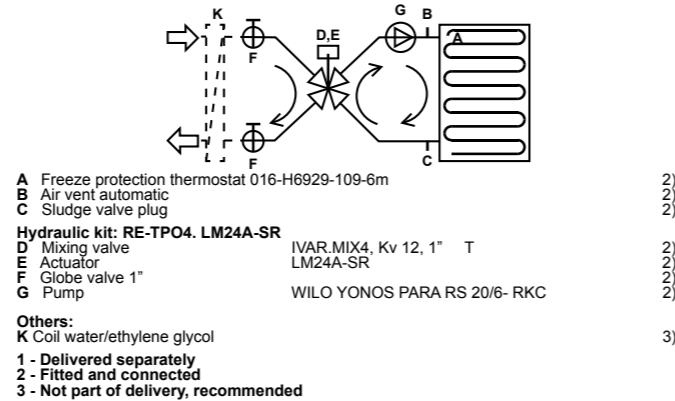 K
G
B
D,E
A
F
F
C
A Freeze protection thermostat 016-H6929-109-6m 2)
B Air vent automatic 2)
C Sludge valve plug 2)
Hydraulic kit: RE-TPO4. LM24A-SR
D Mixing valve IVAR.MIX4, Kv 12, 1” T 2)
E Actuator LM24A-SR 2)
F Globe valve 1” 2)
G Pump WILO YONOS PARA RS 20/6- RKC 2)
Others:
K Coil water/ethylene glycol 3)
1 - Delivered separately
2 - Fitted and connected
3 - Not part of delivery, recommended